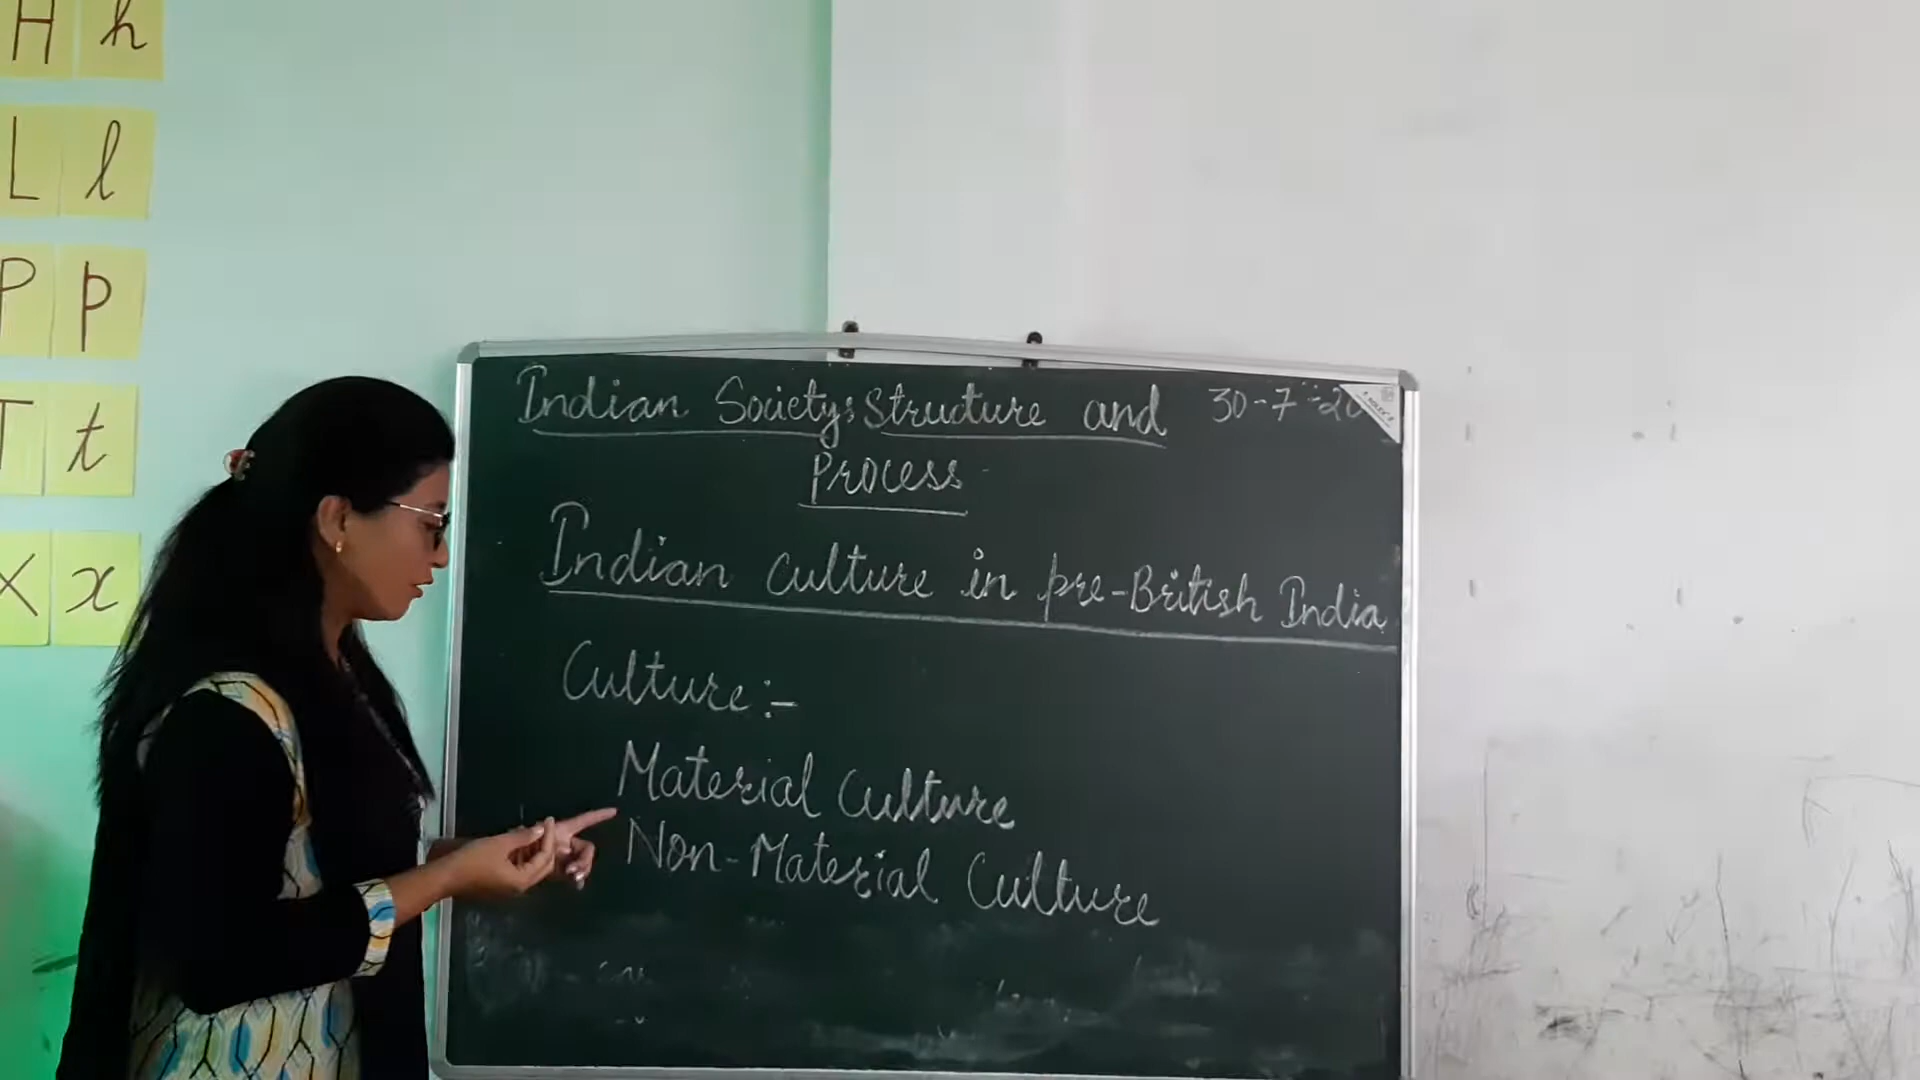 H h
L l
P p
T t
X x
Indian Society: Structure and
Process
30-7-20
Indian Culture in pre-British India
Culture:-
Material Culture
Non-Material Culture